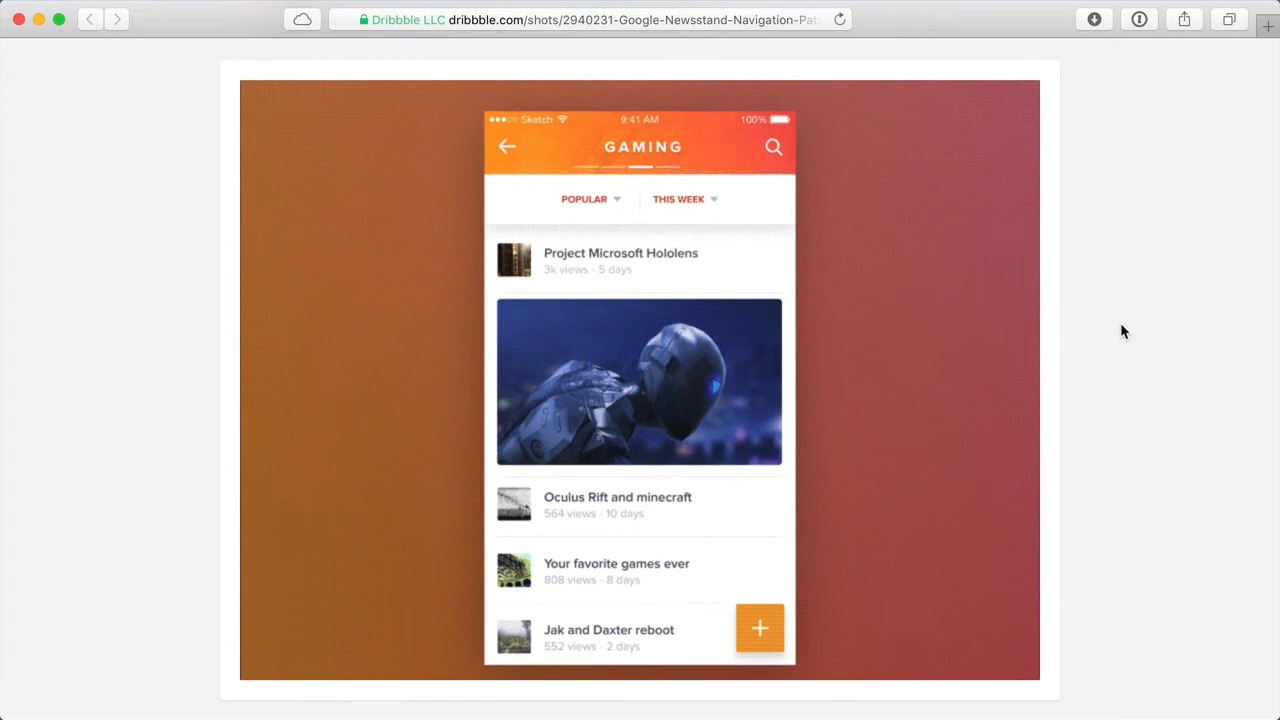 Dribbble LLC dribbble.com/shots/2940231-Google-Newsstand-Navigation-Pat
Sketch 9:41 AM 100%
GAMING
POPULAR THIS WEEK
Project Microsoft Hololens
3k views · 5 days
Oculus Rift and minecraft
564 views · 10 days
Your favorite games ever
808 views · 8 days
Jak and Daxter reboot
552 views · 2 days